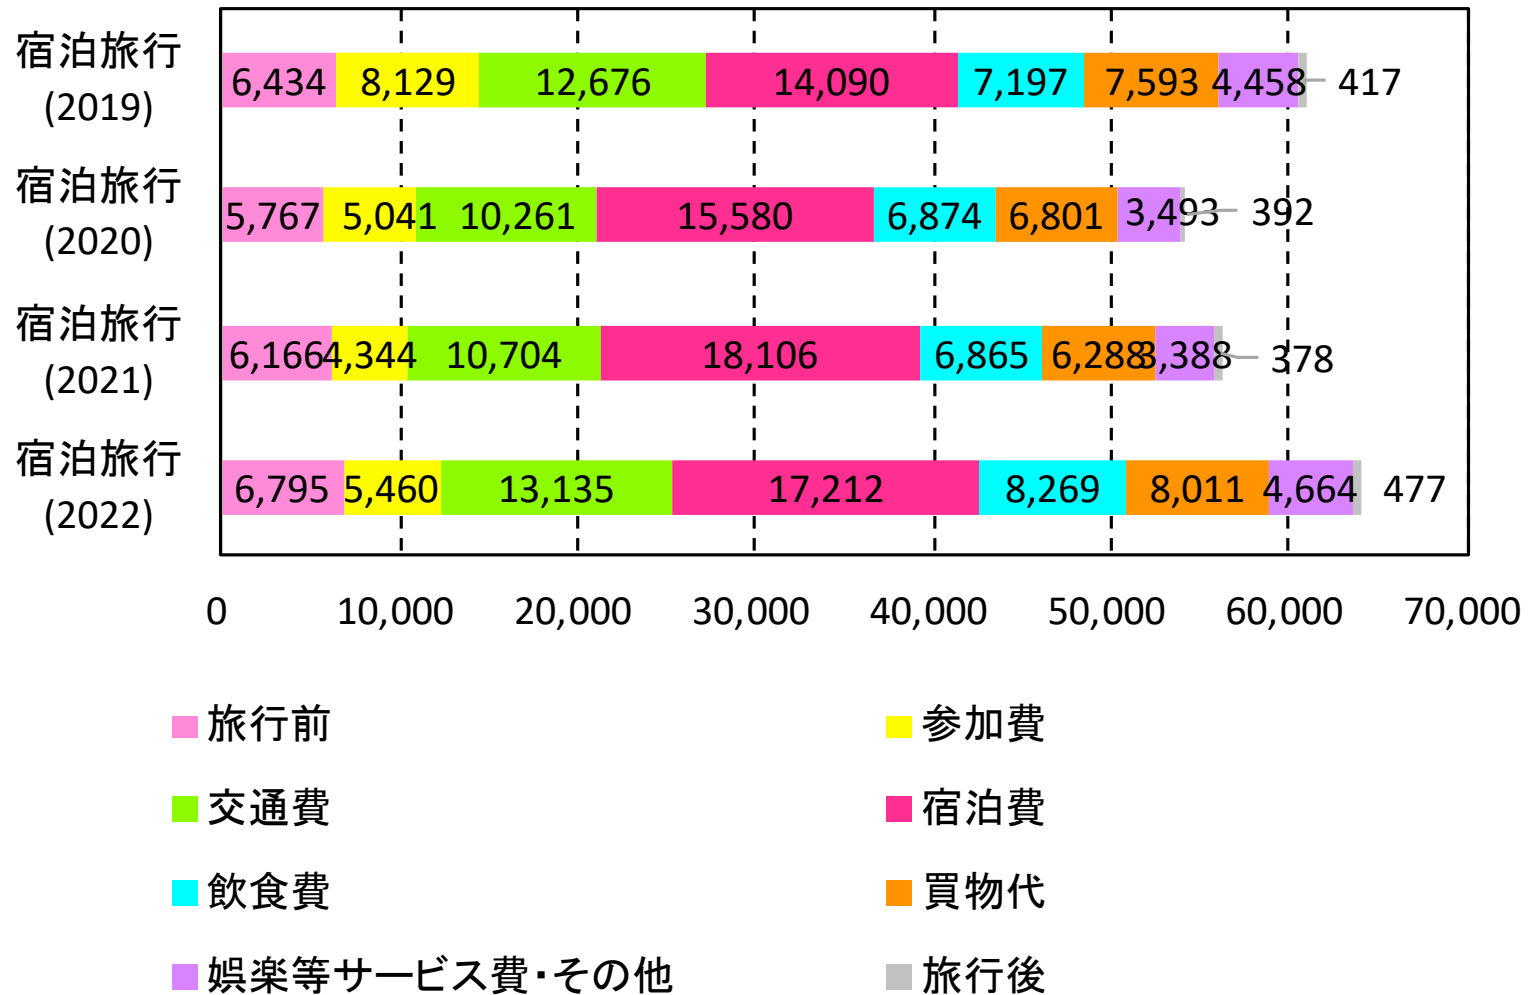 宿泊旅行
(2019)
6,434 8,129 12,676 14,090 7,197 7,593 4,458 417
宿泊旅行
(2020)
5,767 5,041 10,261 15,580 6,874 6,801 3,493 392
宿泊旅行
(2021)
6,166 4,344 10,704 18,106 6,865 6,288 3,388 378
宿泊旅行
(2022)
6,795 5,460 13,135 17,212 8,269 8,011 4,664 477
0 10,000 20,000 30,000 40,000 50,000 60,000 70,000
旅行前 参加費
交通費 宿泊費
飲食費 買物代
娯楽等サービス費・その他 旅行後